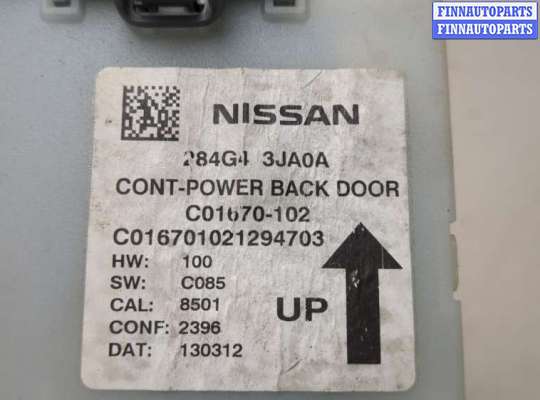 FINNAUTOPARTS
FINNAUTOPARTS
NISSAN
284G4 3JA0A
CONT-POWER BACK DOOR
C01670-102
C016701021294703
HW: 100
SW: C085
CAL: 8501
CONF: 2396
DAT: 130312
UP